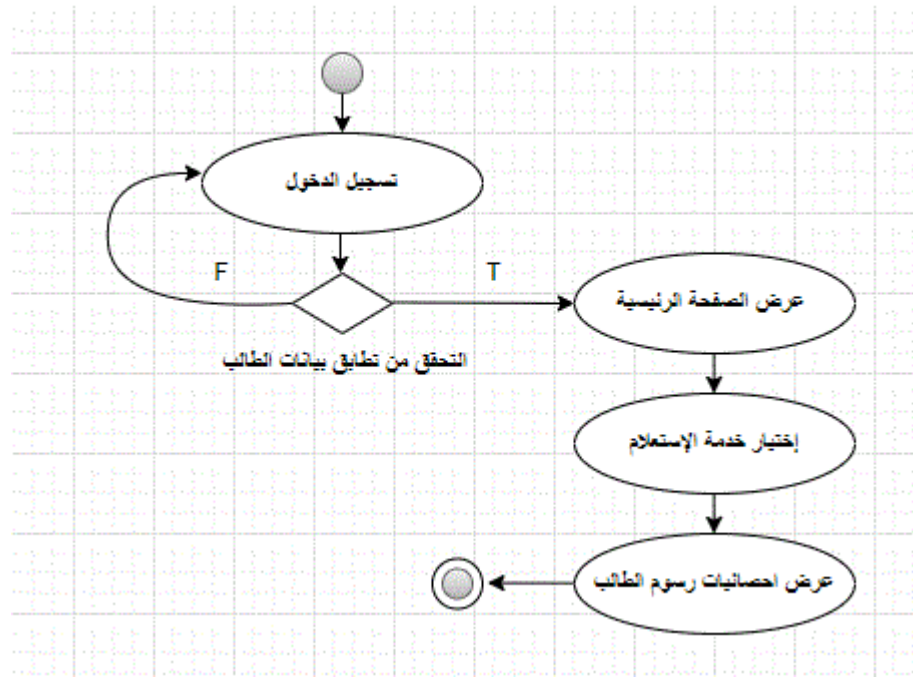 تسجيل الدخول
F
T
عرض الصفحة الرئيسية
التحقق من تطابق بيانات الطالب
إختيار خدمة الإستعلام
عرض احصائيات رسوم الطالب